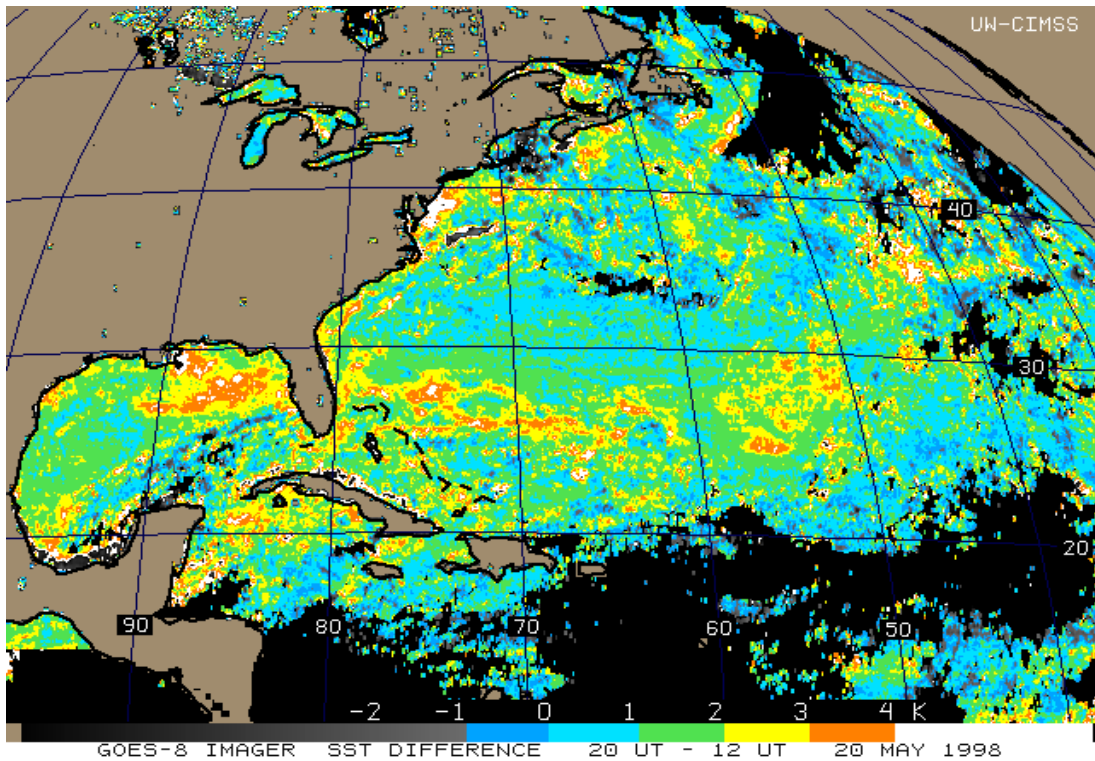 UW-CIMSS
40
30
20
90 80 70 60 50
-2 -1 0 1 2 3 4 K
GOES-8 IMAGER SST DIFFERENCE 20 UT - 12 UT 20 MAY 1998